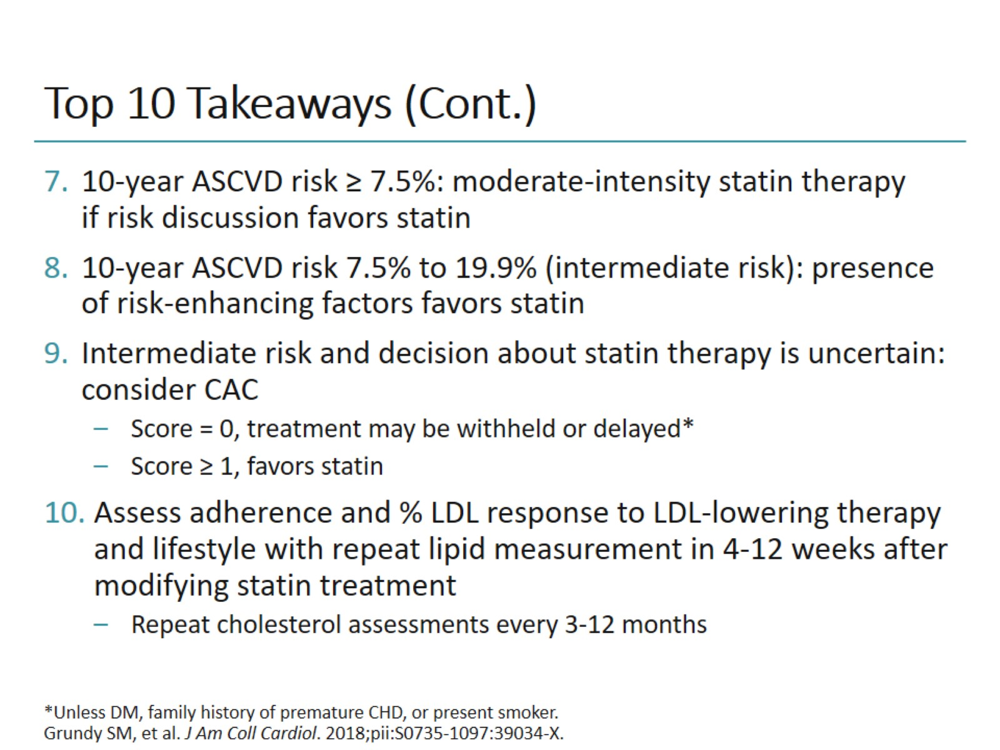 Top 10 Takeaways (Cont.)
7. 10-year ASCVD risk ≥ 7.5%: moderate-intensity statin therapy
if risk discussion favors statin
8. 10-year ASCVD risk 7.5% to 19.9% (intermediate risk): presence
of risk-enhancing factors favors statin
9. Intermediate risk and decision about statin therapy is uncertain:
consider CAC
– Score = 0, treatment may be withheld or delayed*
– Score ≥ 1, favors statin
10. Assess adherence and % LDL response to LDL-lowering therapy
and lifestyle with repeat lipid measurement in 4-12 weeks after
modifying statin treatment
– Repeat cholesterol assessments every 3-12 months
*Unless DM, family history of premature CHD, or present smoker.
Grundy SM, et al. J Am Coll Cardiol. 2018;pii:S0735-1097:39034-X.